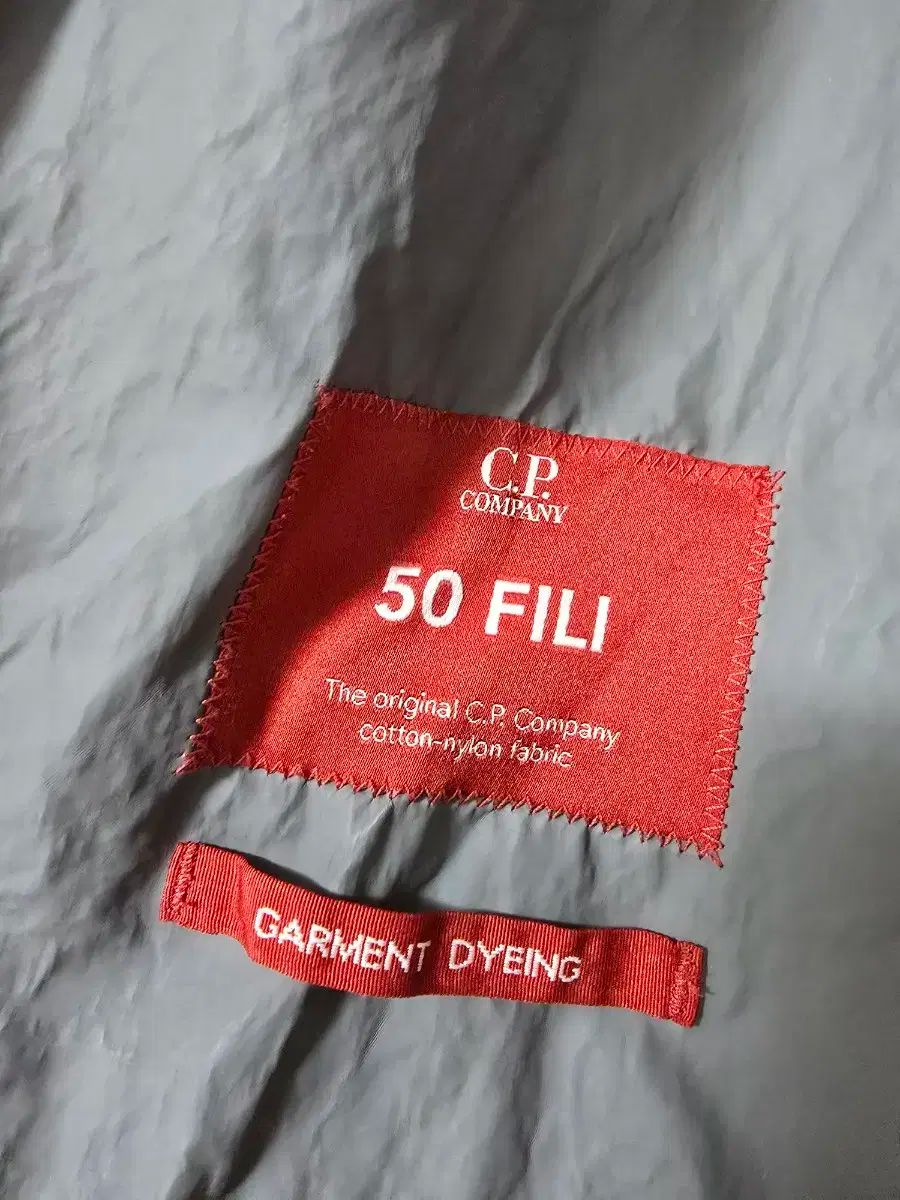 C.P.
COMPANY
50 FILI
The original C.P. Company
cotton-nylon fabric
GARMENT DYEING